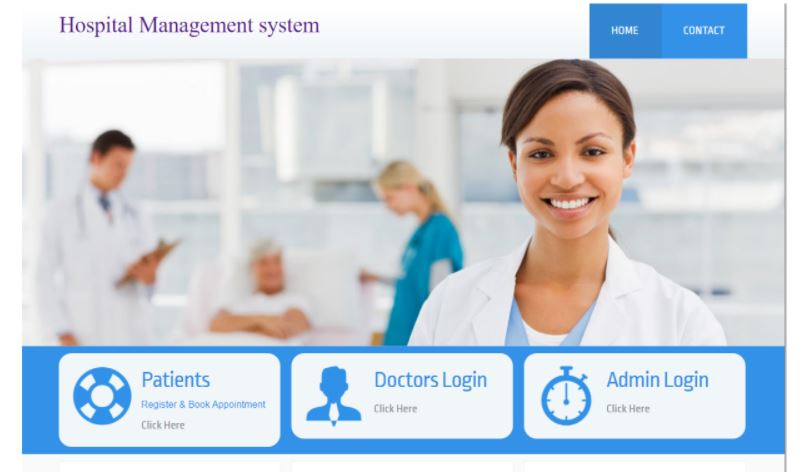 Hospital Management system
HOME CONTACT
Patients
Register & Book Appointment
Click Here
Doctors Login
Click Here
Admin Login
Click Here